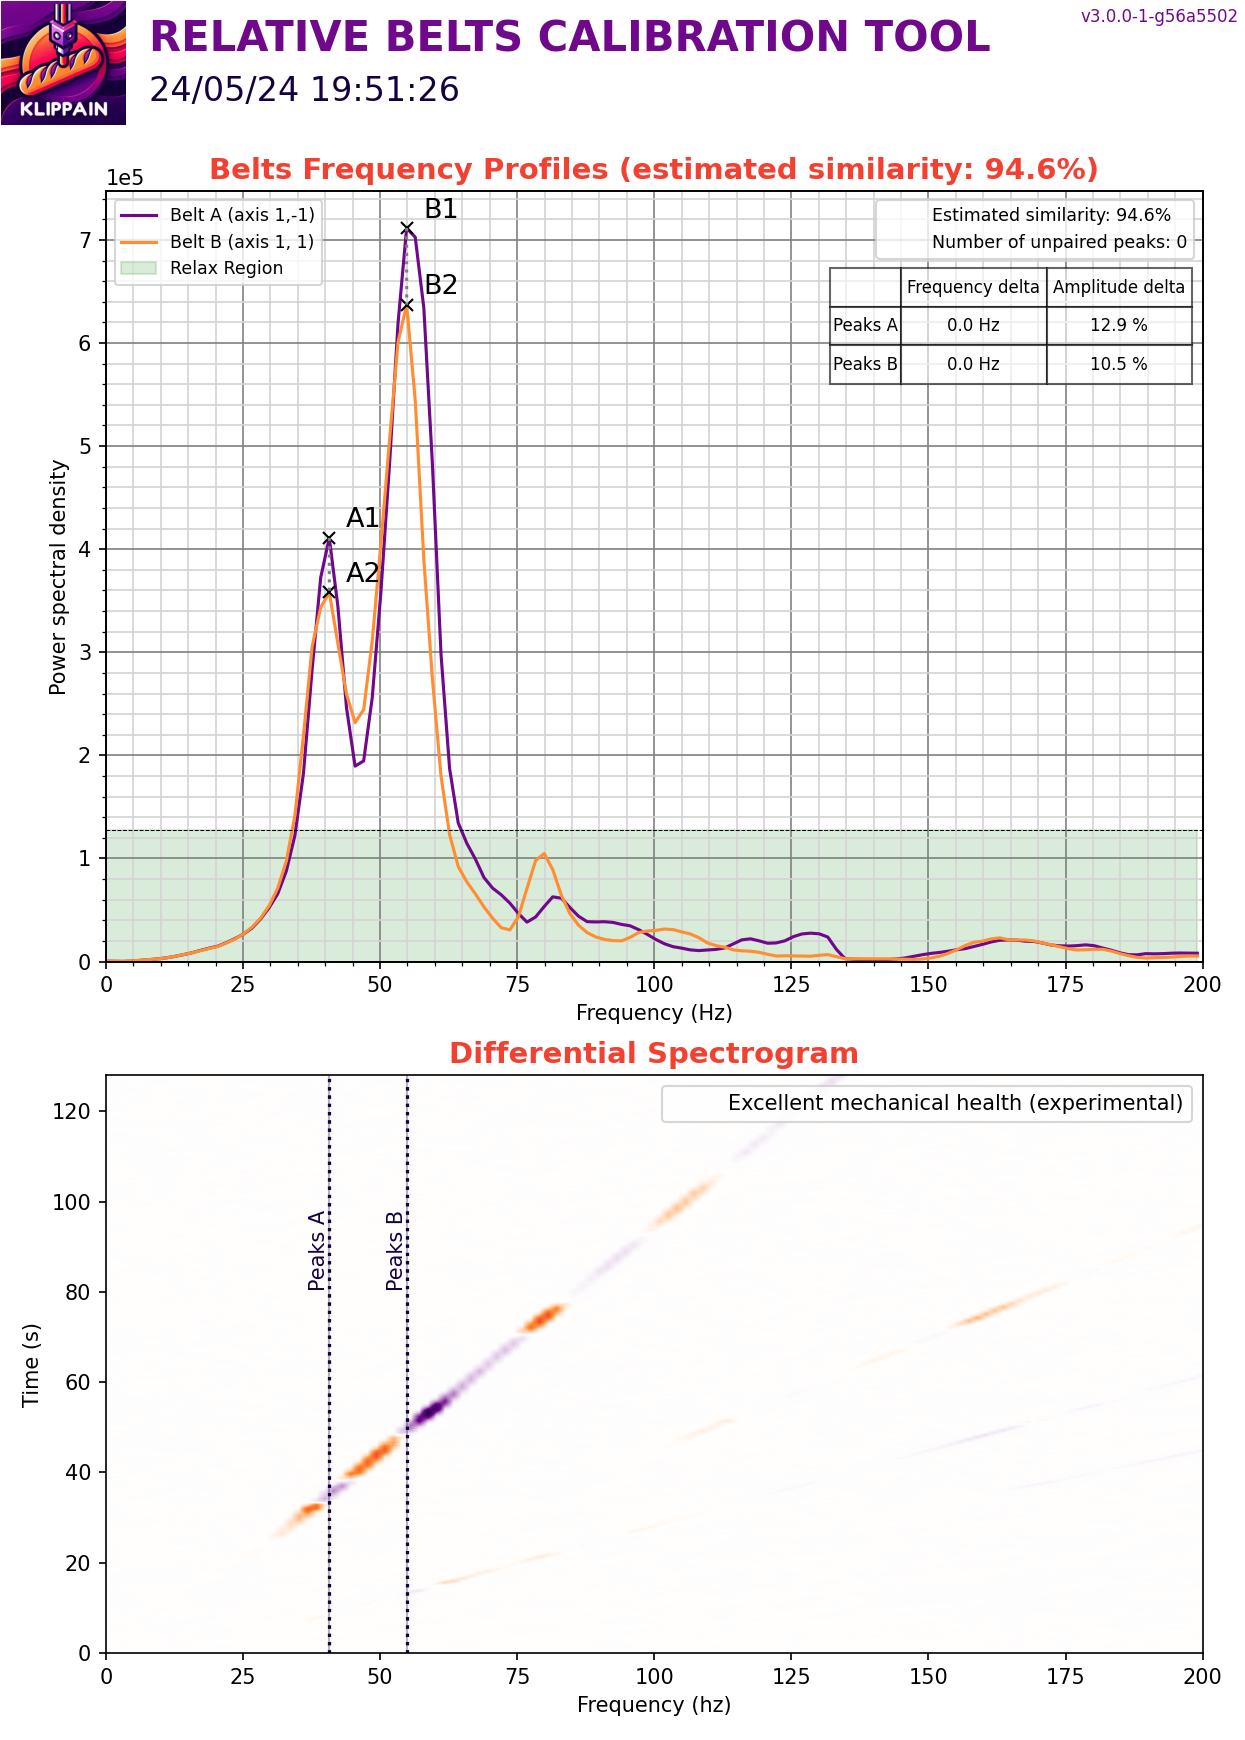 RELATIVE BELTS CALIBRATION TOOL
v3.0.0-1-g56a5502
24/05/24 19:51:26
KLIPPAIN
Belts Frequency Profiles (estimated similarity: 94.6%)
1e5
Belt A (axis 1,-1)
Belt B (axis 1, 1)
Relax Region
Estimated similarity: 94.6%
Number of unpaired peaks: 0
Frequency delta Amplitude delta
Peaks A 0.0 Hz 12.9 %
Peaks B 0.0 Hz 10.5 %
B1
B2
A1
A2
Power spectral density
7
6
5
4
3
2
1
0
0 25 50 75 100 125 150 175 200
Frequency (Hz)
Differential Spectrogram
Excellent mechanical health (experimental)
Peaks A
Peaks B
Time (s)
120
100
80
60
40
20
0
0 25 50 75 100 125 150 175 200
Frequency (hz)